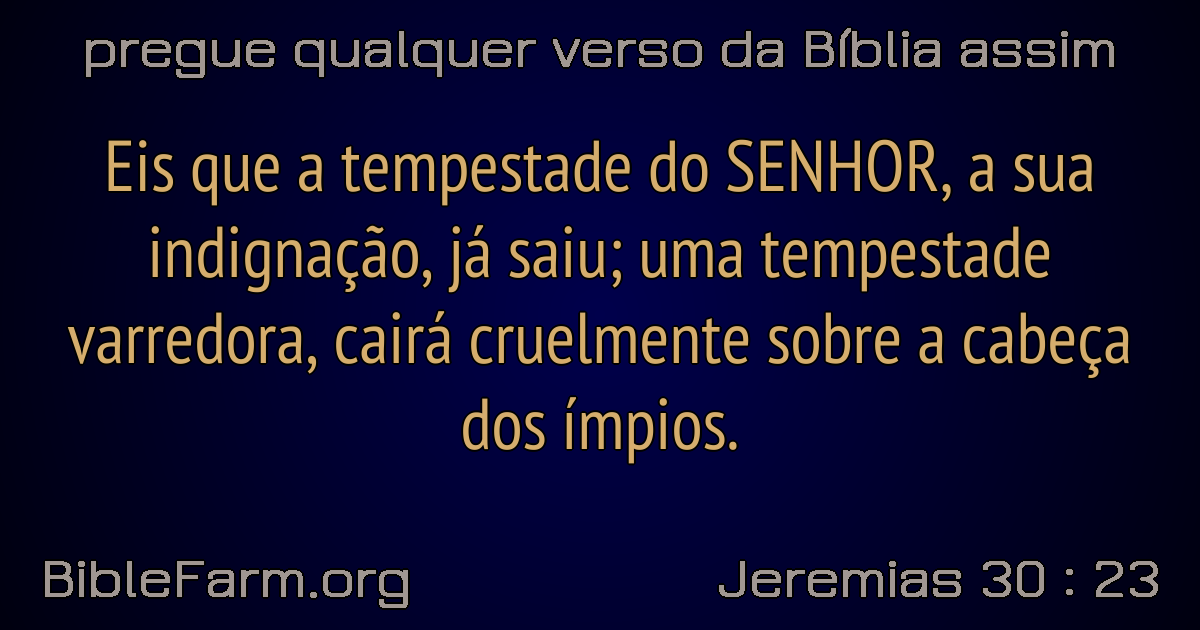 pregue qualquer verso da Bíblia assim
Eis que a tempestade do SENHOR, a sua
indignação, já saiu; uma tempestade
varredora, cairá cruelmente sobre a cabeça
dos ímpios.
BibleFarm.org
Jeremias 30 : 23